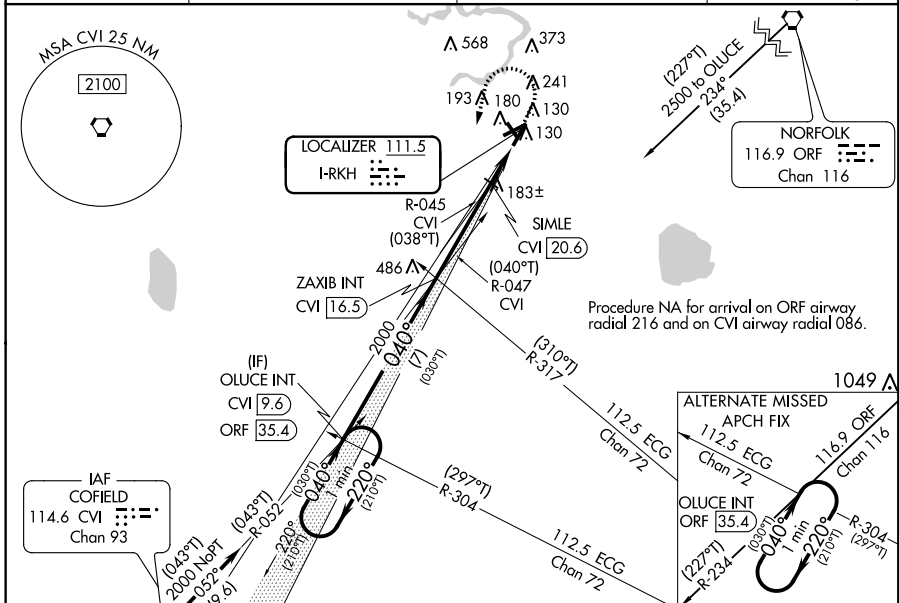 MSA CVI 25 NM
2100
568
373
241
193
180
130
130
(227°T)
2500 to OLUCE
234°
(35.4)
NORFOLK
116.9 ORF
Chan 116
LOCALIZER 111.5
I-RKH
183±
R-045
CVI
(038°T)
SIMLE
CVI 20.6
(040°T)
R-047
CVI
486
ZAXIB INT
CVI 16.5
Procedure NA for arrival on ORF airway
radial 216 and on CVI airway radial 086.
2000
040°
(7)
(030°T)
(310°T)
R-317
(IF)
OLUCE INT
CVI 9.6
ORF 35.4
112.5 ECG
Chan 72
1049
ALTERNATE MISSED
APCH FIX
112.5 ECG
Chan 72
116.9 ORF
Chan 116
OLUCE INT
ORF 35.4
(030°T)
040°
1 min
220°
(210°T)
R-304
(297°T)
(227°T)
R-234
(030°T)
040°
1 min
220°
(210°T)
220°
(210°T)
(297°T)
R-304
112.5 ECG
Chan 72
IAF
COFIELD
114.6 CVI
Chan 93
(043°T)
R-052
(043°T)
2000 NoPT
052°
(9.6)